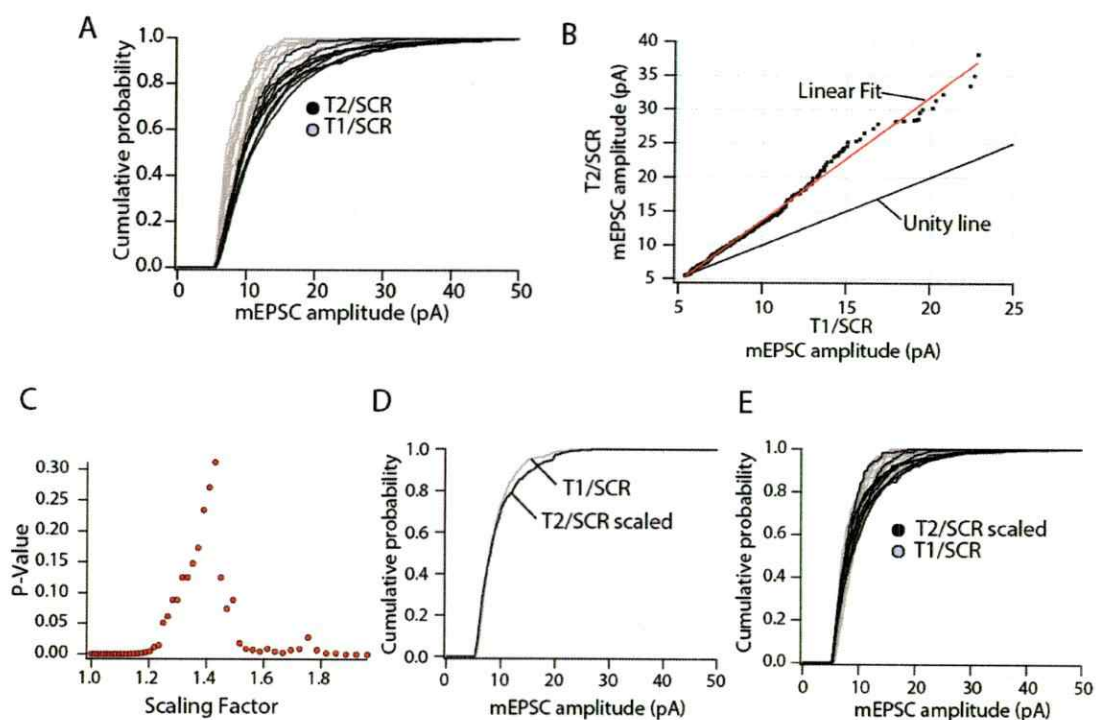 A
1.0
0.8
0.6
0.4
0.2
0.0
Cumulative probability
T2/SCR
T1/SCR
0
10
20
30
40
50
mEPSC amplitude (pA)
B
40
35
30
25
20
15
10
5
T2/SCR
mEPSC amplitude (pA)
Linear Fit
Unity line
5
10
15
20
25
T1/SCR
mEPSC amplitude (pA)
C
0.30
0.25
0.20
0.15
0.10
0.05
0.00
P-Value
1.0
1.2
1.4
1.6
1.8
Scaling Factor
D
1.0
0.8
0.6
0.4
0.2
0.0
Cumulative probability
T1/SCR
T2/SCR scaled
0
10
20
30
40
50
mEPSC amplitude (pA)
E
1.0
0.8
0.6
0.4
0.2
0.0
Cumulative probability
T2/SCR scaled
T1/SCR
0
10
20
30
40
50
mEPSC amplitude (pA)